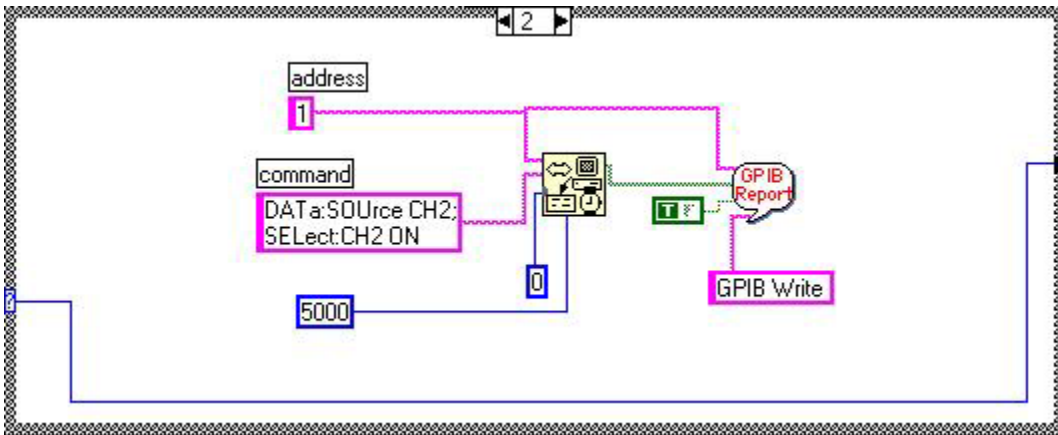 2
address
1
command
DATa:SOUrce CH2;
SELect:CH2 ON
GPIB
Report
T F
0
GPIB Write
5000
?